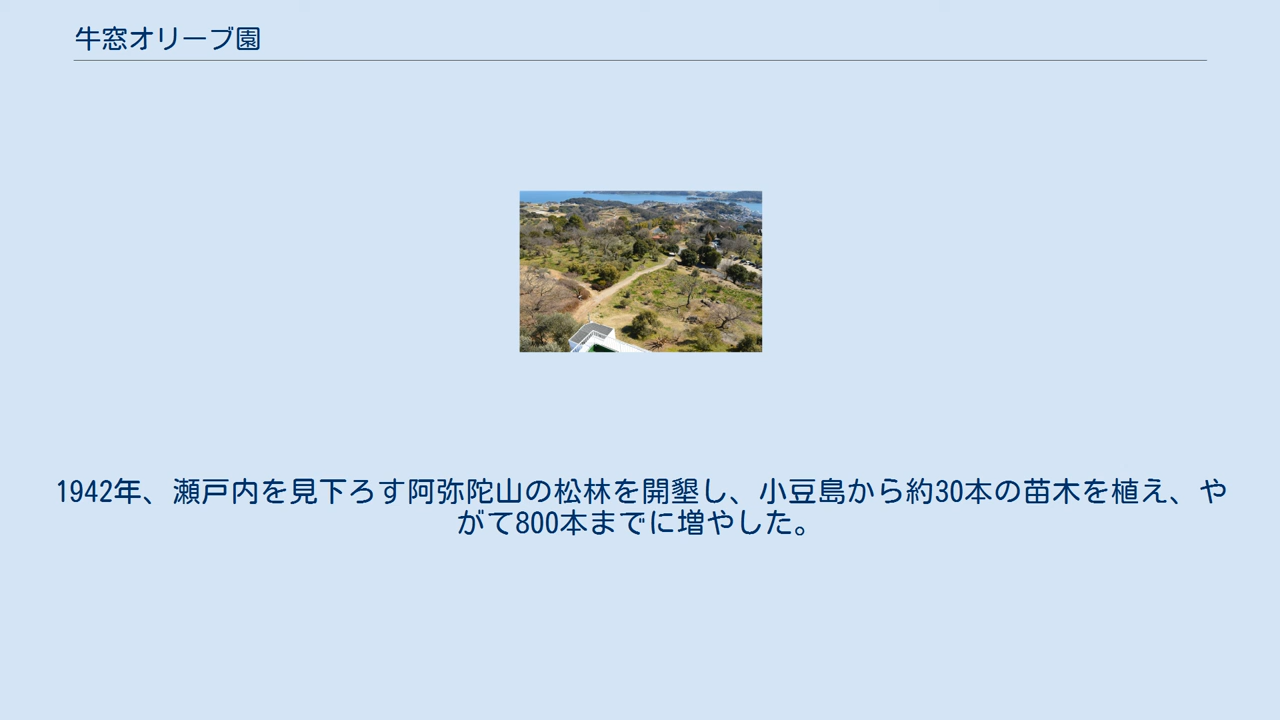 牛窓オリーブ園
1942年、瀬戸内を見下ろす阿弥陀山の松林を開墾し、小豆島から約30本の苗木を植え、や
がて800本までに増やした。